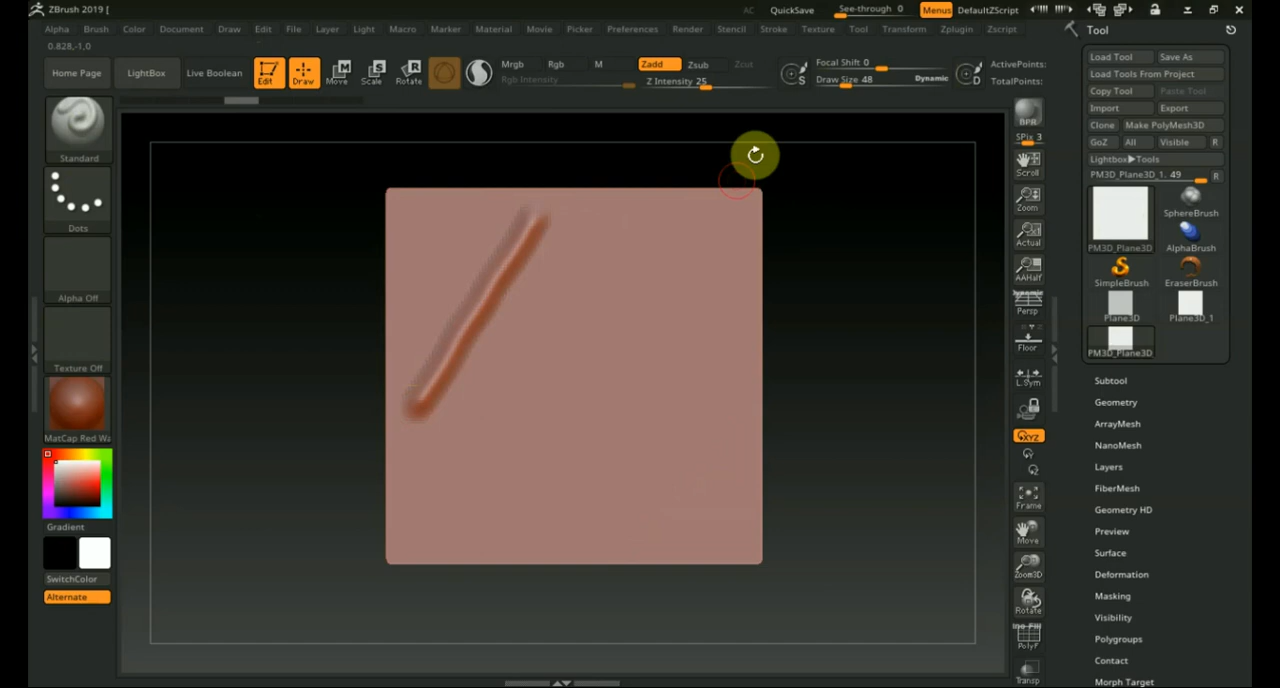 ZBrush 2019 [
AC QuickSave See-through 0 Menus DefaultZScript
Alpha Brush Color Document Draw Edit File Layer Light Macro Marker Material Movie Picker Preferences Render Stencil Stroke Texture Tool Transform Zplugin Zscript
0.828,-1,0
Home Page LightBox Live Boolean Edit Draw Move Scale Rotate
Mrgb Rgb M Zadd Zsub Zcut
Rgb Intensity Z Intensity 25
S Focal Shift 0 D ActivePoints:
Draw Size 48 Dynamic TotalPoints:
Standard
Dots
Alpha Off
Texture Off
MatCap Red Wa
Gradient
SwitchColor
Alternate
BPR
SPix 3
Scroll
Zoom
Actual
AAHalf
Dynamic
Persp
Floor
L.Sym
XYZ
Y
Z
Frame
Move
Zoom3D
Rotate
PolyF
Transp
Tool
Load Tool Save As
Load Tools From Project
Copy Tool Paste Tool
Import Export
Clone Make PolyMesh3D
GoZ All Visible R
Lightbox▶Tools
PM3D_Plane3D_1. 49 R
SphereBrush
PM3D_Plane3D AlphaBrush
SimpleBrush EraserBrush
Plane3D Plane3D_1
PM3D_Plane3D
Subtool
Geometry
ArrayMesh
NanoMesh
Layers
FiberMesh
Geometry HD
Preview
Surface
Deformation
Masking
Visibility
Polygroups
Contact
Morph Target